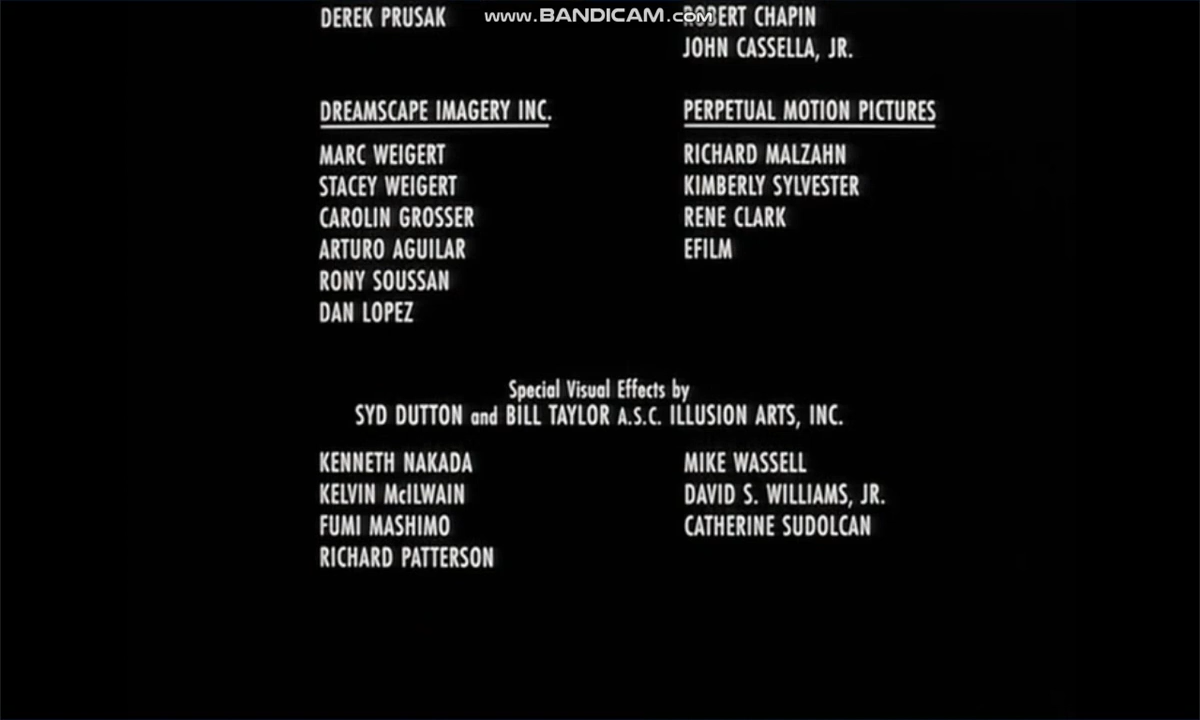 www.BANDICAM.com
DEREK PRUSAK
ROBERT CHAPIN
JOHN CASSELLA, JR.
DREAMSCAPE IMAGERY INC.
MARC WEIGERT
STACEY WEIGERT
CAROLIN GROSSER
ARTURO AGUILAR
RONY SOUSSAN
DAN LOPEZ
PERPETUAL MOTION PICTURES
RICHARD MALZAHN
KIMBERLY SYLVESTER
RENE CLARK
EFILM
Special Visual Effects by
SYD DUTTON and BILL TAYLOR A.S.C. ILLUSION ARTS, INC.
KENNETH NAKADA
KELVIN McILWAIN
FUMI MASHIMO
RICHARD PATTERSON
MIKE WASSELL
DAVID S. WILLIAMS, JR.
CATHERINE SUDOLCAN